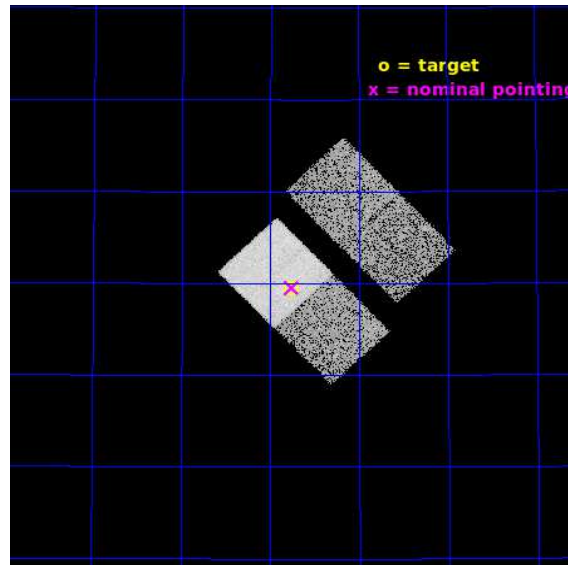 o = target
x = nominal pointing